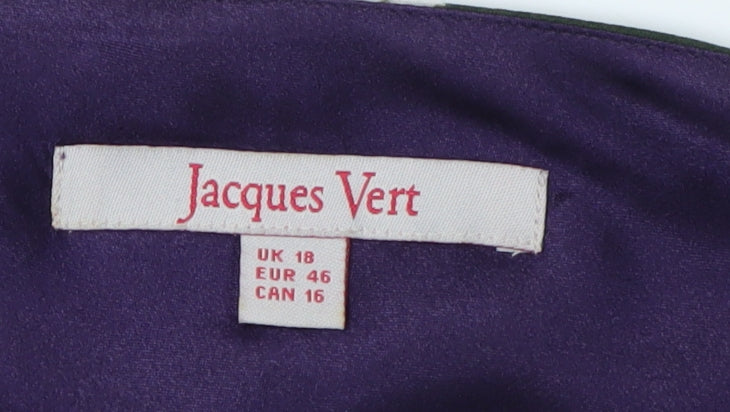 Jacques Vert
UK 18
EUR 46
CAN 16